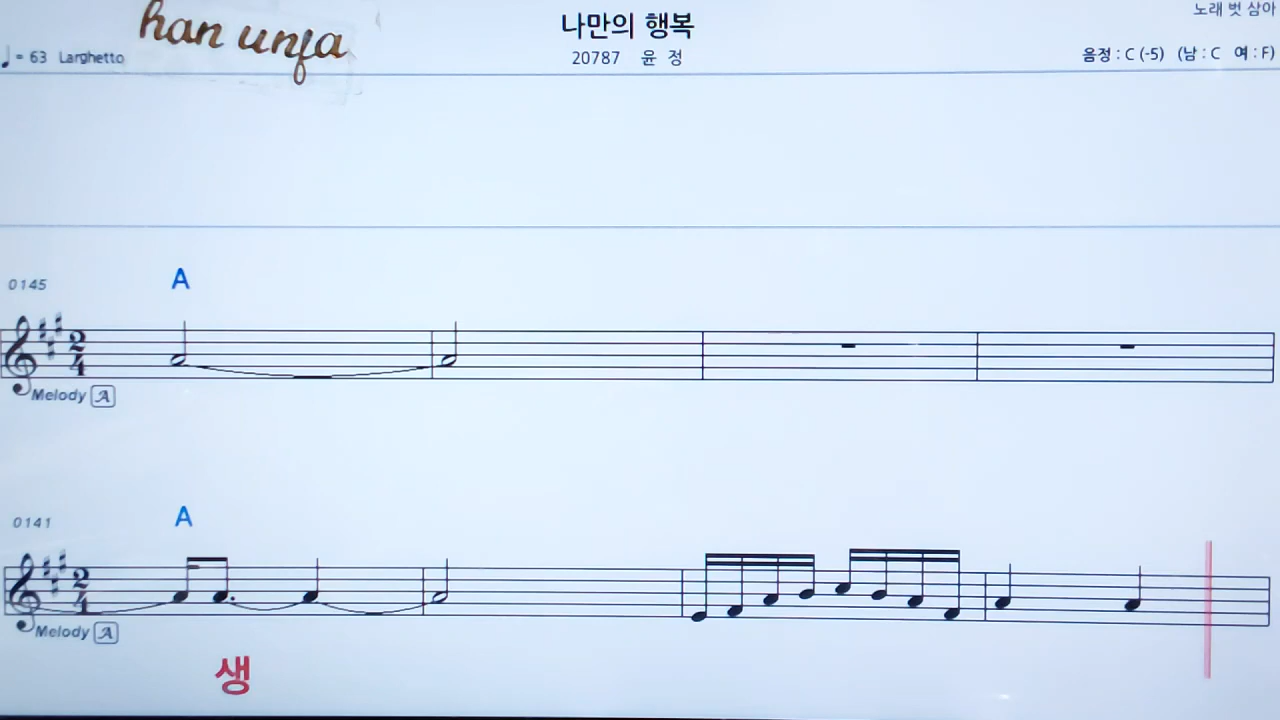 han unja
나만의 행복
노래 벗 삼아
♩= 63 Larghetto
20787 윤 정
음정 : C (-5) (남 : C 여 : F)
0145
A
2
4
Melody A
0141
A
2
4
Melody A
생